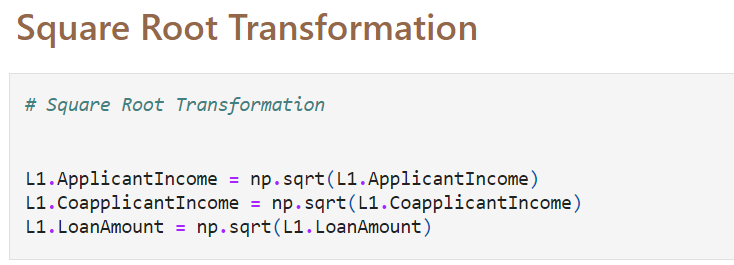 Square Root Transformation
# Square Root Transformation
L1.ApplicantIncome = np.sqrt(L1.ApplicantIncome)
L1.CoapplicantIncome = np.sqrt(L1.CoapplicantIncome)
L1.LoanAmount = np.sqrt(L1.LoanAmount)